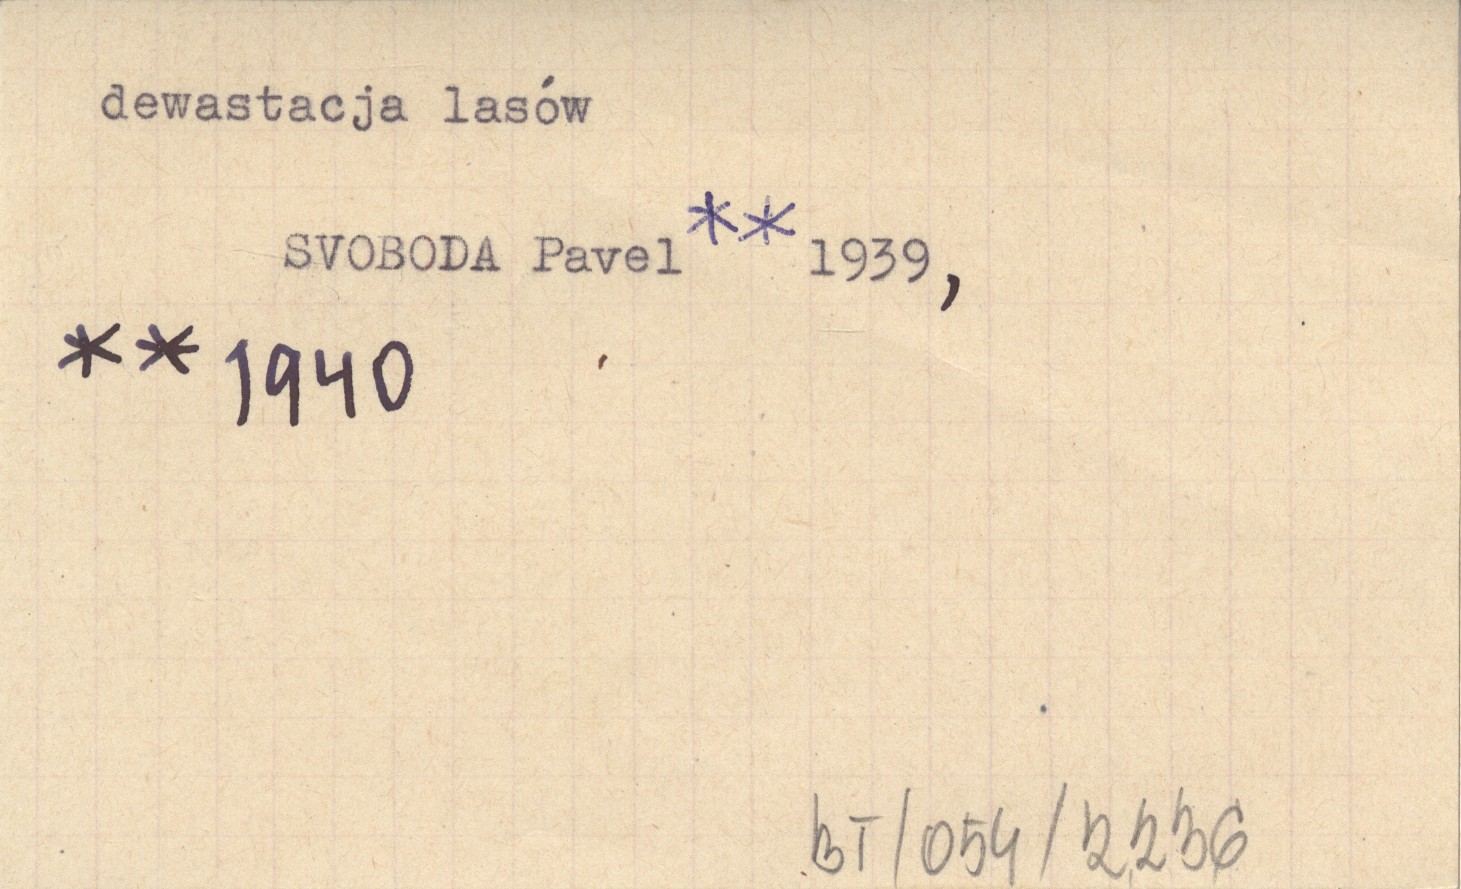 dewastacja lasów
SVOBODA Pavel ** 1939,
** 1940
BT/054/2236